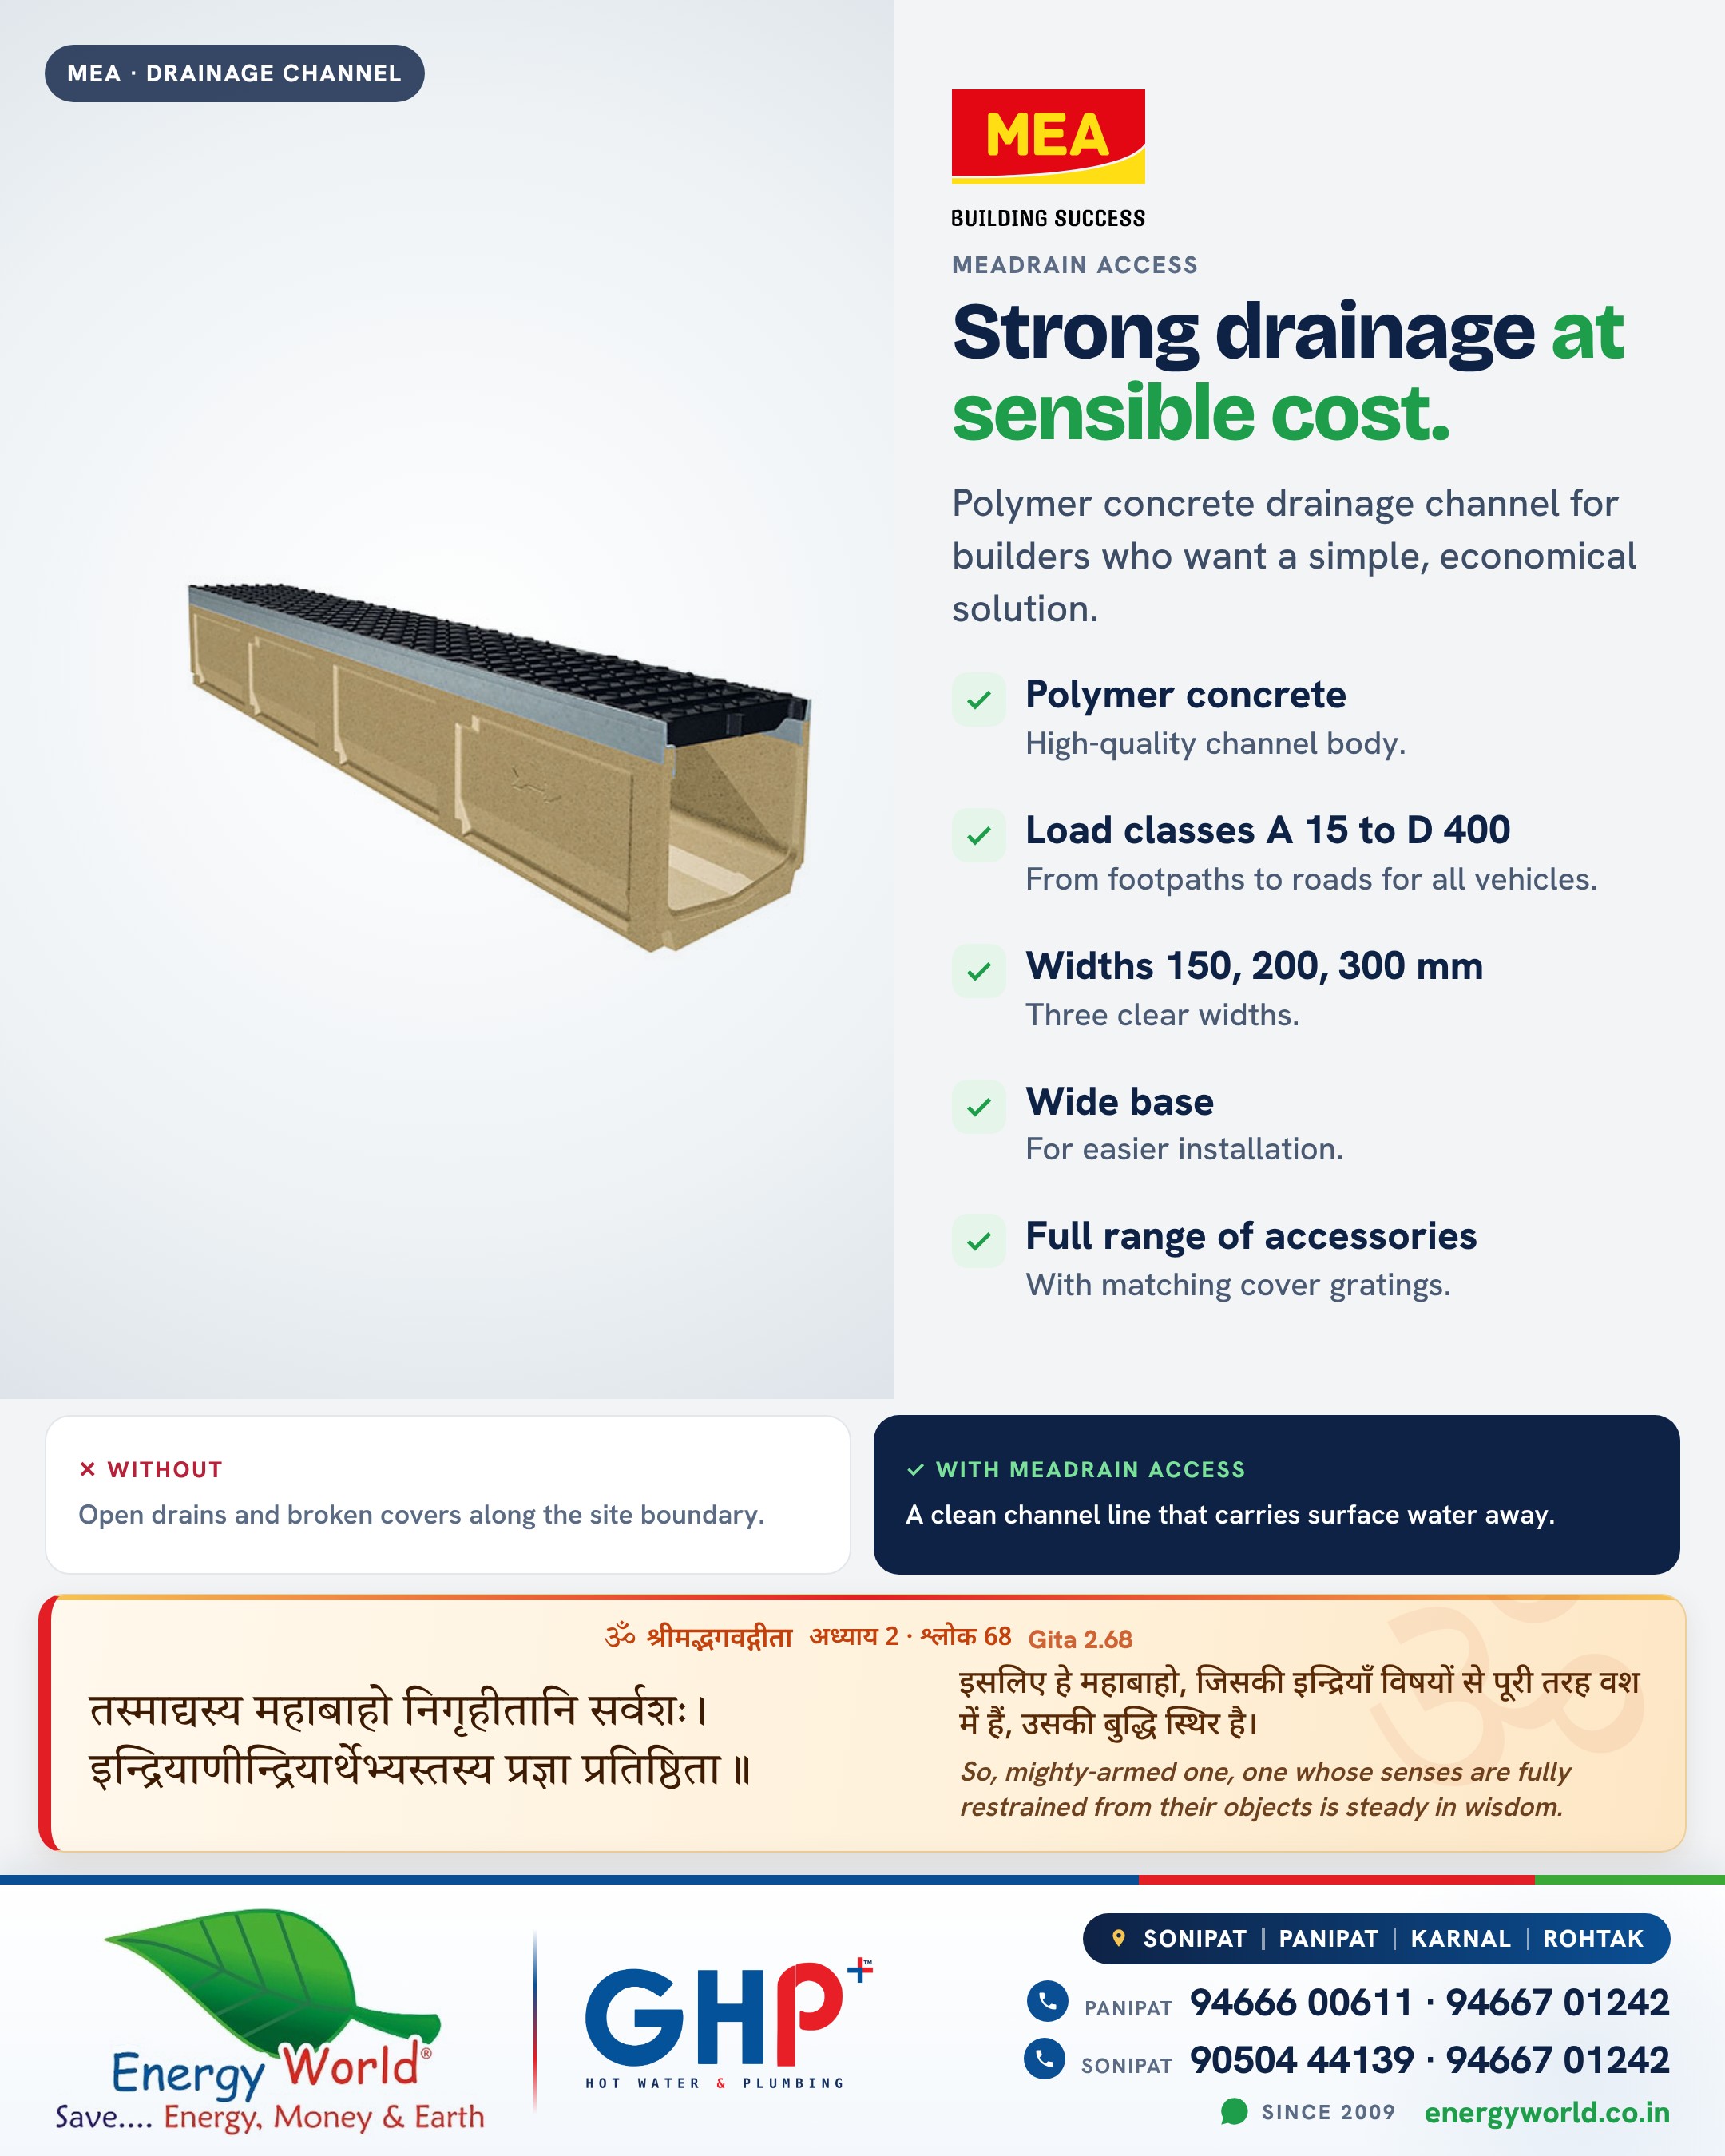 MEA · DRAINAGE CHANNEL
MEA
BUILDING SUCCESS
MEADRAIN ACCESS
Strong drainage at
sensible cost.
Polymer concrete drainage channel for
builders who want a simple, economical
solution.
Polymer concrete
High-quality channel body.
Load classes A 15 to D 400
From footpaths to roads for all vehicles.
Widths 150, 200, 300 mm
Three clear widths.
Wide base
For easier installation.
Full range of accessories
With matching cover gratings.
✕ WITHOUT
Open drains and broken covers along the site boundary.
✓ WITH MEADRAIN ACCESS
A clean channel line that carries surface water away.
ॐ श्रीमद्भगवद्गीता अध्याय 2 · श्लोक 68 Gita 2.68
तस्माद्यस्य महाबाहो निगृहीतानि सर्वशः।
इन्द्रियाणीन्द्रियार्थेभ्यस्तस्य प्रज्ञा प्रतिष्ठिता॥
इसलिए हे महाबाहो, जिसकी इन्द्रियाँ विषयों से पूरी तरह वश
में हैं, उसकी बुद्धि स्थिर है।
So, mighty-armed one, one whose senses are fully
restrained from their objects is steady in wisdom.
Energy World®
Save.... Energy, Money & Earth
GHP+™
HOT WATER & PLUMBING
SONIPAT | PANIPAT | KARNAL | ROHTAK
PANIPAT 94666 00611 · 94667 01242
SONIPAT 90504 44139 · 94667 01242
SINCE 2009 energyworld.co.in